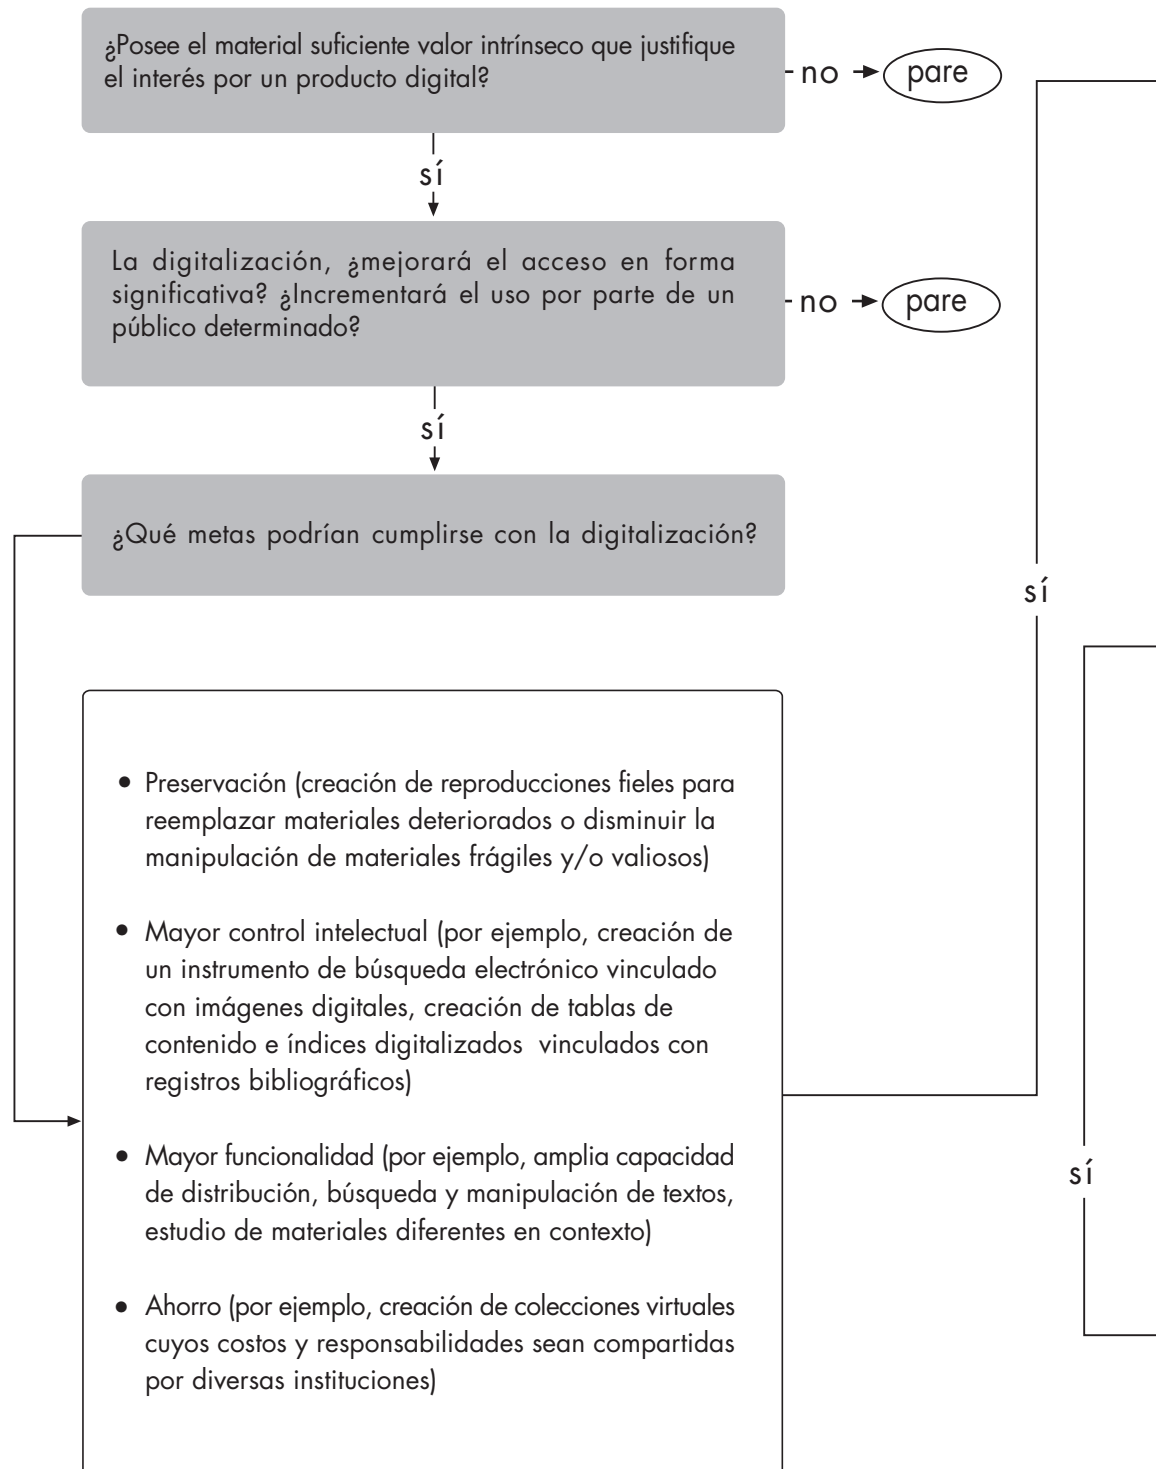 ¿Posee el material suficiente valor intrínseco que justifique
el interés por un producto digital?
no
pare
sí
La digitalización, ¿mejorará el acceso en forma
significativa? ¿Incrementará el uso por parte de un
público determinado?
no
pare
sí
¿Qué metas podrían cumplirse con la digitalización?
sí
• Preservación (creación de reproducciones fieles para
reemplazar materiales deteriorados o disminuir la
manipulación de materiales frágiles y/o valiosos)
• Mayor control intelectual (por ejemplo, creación de
un instrumento de búsqueda electrónico vinculado
con imágenes digitales, creación de tablas de
contenido e índices digitalizados vinculados con
registros bibliográficos)
• Mayor funcionalidad (por ejemplo, amplia capacidad
de distribución, búsqueda y manipulación de textos,
estudio de materiales diferentes en contexto)
sí
• Ahorro (por ejemplo, creación de colecciones virtuales
cuyos costos y responsabilidades sean compartidas
por diversas instituciones)